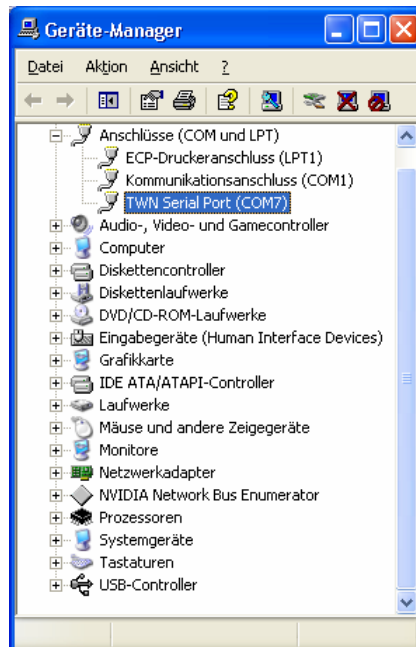 Geräte-Manager
Datei Aktion Ansicht ?
Anschlüsse (COM und LPT)
ECP-Druckeranschluss (LPT1)
Kommunikationsanschluss (COM1)
TWN Serial Port (COM7)
Audio-, Video- und Gamecontroller
Computer
Diskettencontroller
Diskettenlaufwerke
DVD/CD-ROM-Laufwerke
Eingabegeräte (Human Interface Devices)
Grafikkarte
IDE ATA/ATAPI-Controller
Laufwerke
Mäuse und andere Zeigegeräte
Monitore
Netzwerkadapter
NVIDIA Network Bus Enumerator
Prozessoren
Systemgeräte
Tastaturen
USB-Controller